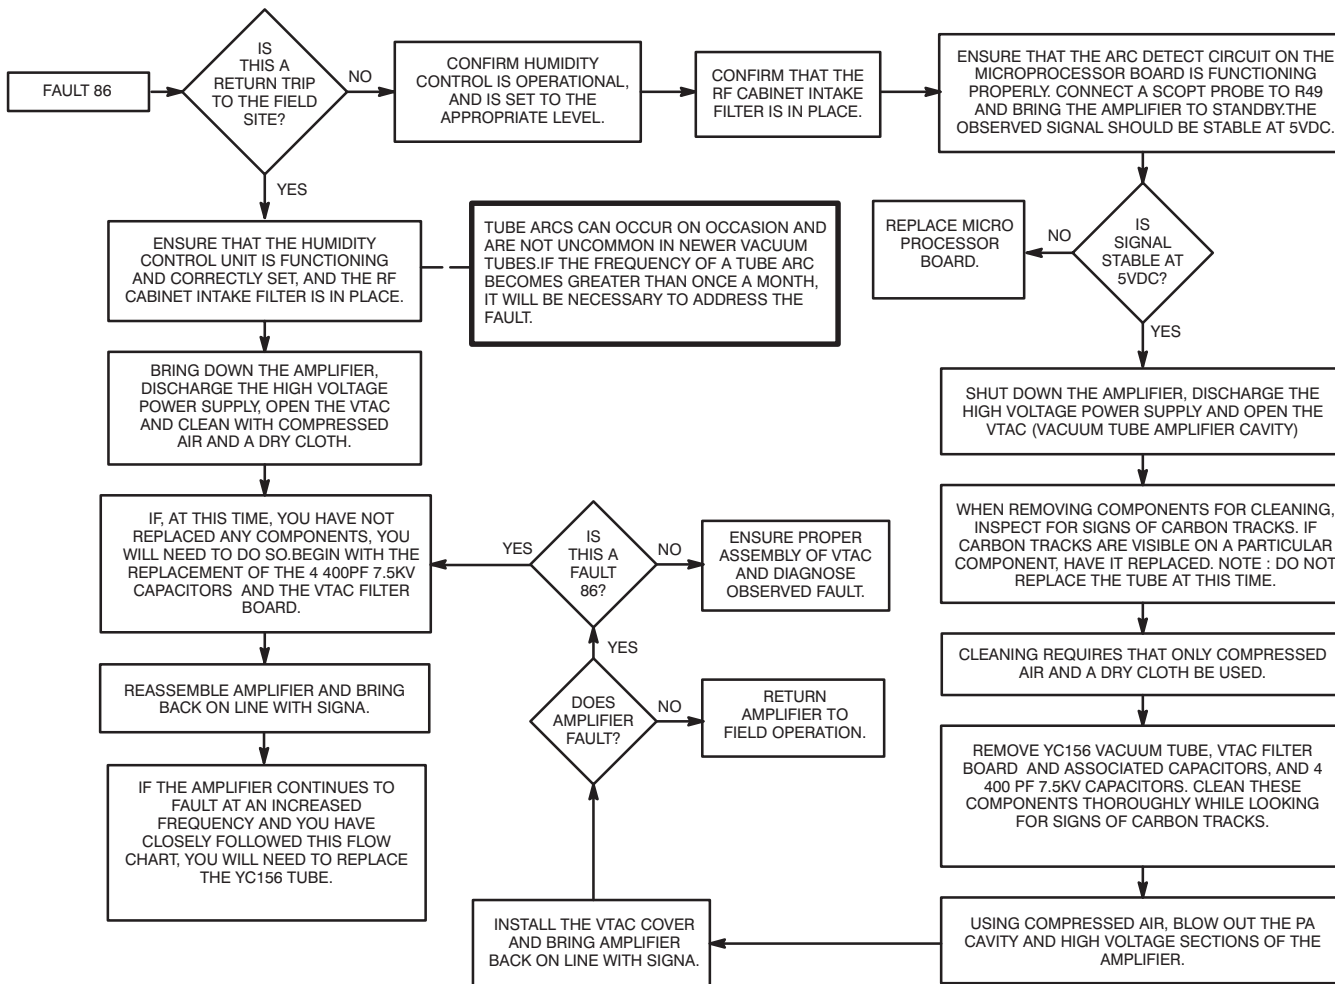 FAULT 86
IS
THIS A
RETURN TRIP
TO THE FIELD
SITE?
NO
CONFIRM HUMIDITY
CONTROL IS OPERATIONAL,
AND IS SET TO THE
APPROPRIATE LEVEL.
CONFIRM THAT THE
RF CABINET INTAKE
FILTER IS IN PLACE.
ENSURE THAT THE ARC DETECT CIRCUIT ON THE
MICROPROCESSOR BOARD IS FUNCTIONING
PROPERLY. CONNECT A SCOPT PROBE TO R49
AND BRING THE AMPLIFIER TO STANDBY.THE
OBSERVED SIGNAL SHOULD BE STABLE AT 5VDC.
YES
ENSURE THAT THE HUMIDITY
CONTROL UNIT IS FUNCTIONING
AND CORRECTLY SET, AND THE RF
CABINET INTAKE FILTER IS IN PLACE.
TUBE ARCS CAN OCCUR ON OCCASION AND
ARE NOT UNCOMMON IN NEWER VACUUM
TUBES.IF THE FREQUENCY OF A TUBE ARC
BECOMES GREATER THAN ONCE A MONTH,
IT WILL BE NECESSARY TO ADDRESS THE
FAULT.
REPLACE MICRO
PROCESSOR
BOARD.
NO
IS
SIGNAL
STABLE AT
5VDC?
YES
BRING DOWN THE AMPLIFIER,
DISCHARGE THE HIGH VOLTAGE
POWER SUPPLY, OPEN THE VTAC
AND CLEAN WITH COMPRESSED
AIR AND A DRY CLOTH.
SHUT DOWN THE AMPLIFIER, DISCHARGE THE
HIGH VOLTAGE POWER SUPPLY AND OPEN THE
VTAC (VACUUM TUBE AMPLIFIER CAVITY)
IF, AT THIS TIME, YOU HAVE NOT
REPLACED ANY COMPONENTS, YOU
WILL NEED TO DO SO.BEGIN WITH THE
REPLACEMENT OF THE 4 400PF 7.5KV
CAPACITORS AND THE VTAC FILTER
BOARD.
YES
IS
THIS A
FAULT
86?
NO
ENSURE PROPER
ASSEMBLY OF VTAC
AND DIAGNOSE
OBSERVED FAULT.
WHEN REMOVING COMPONENTS FOR CLEANING,
INSPECT FOR SIGNS OF CARBON TRACKS. IF
CARBON TRACKS ARE VISIBLE ON A PARTICULAR
COMPONENT, HAVE IT REPLACED. NOTE : DO NOT
REPLACE THE TUBE AT THIS TIME.
YES
REASSEMBLE AMPLIFIER AND BRING
BACK ON LINE WITH SIGNA.
DOES
AMPLIFIER
FAULT?
NO
RETURN
AMPLIFIER TO
FIELD OPERATION.
CLEANING REQUIRES THAT ONLY COMPRESSED
AIR AND A DRY CLOTH BE USED.
IF THE AMPLIFIER CONTINUES TO
FAULT AT AN INCREASED
FREQUENCY AND YOU HAVE
CLOSELY FOLLOWED THIS FLOW
CHART, YOU WILL NEED TO REPLACE
THE YC156 TUBE.
REMOVE YC156 VACUUM TUBE, VTAC FILTER
BOARD AND ASSOCIATED CAPACITORS, AND 4
400 PF 7.5KV CAPACITORS. CLEAN THESE
COMPONENTS THOROUGHLY WHILE LOOKING
FOR SIGNS OF CARBON TRACKS.
INSTALL THE VTAC COVER
AND BRING AMPLIFIER
BACK ON LINE WITH SIGNA.
USING COMPRESSED AIR, BLOW OUT THE PA
CAVITY AND HIGH VOLTAGE SECTIONS OF THE
AMPLIFIER.